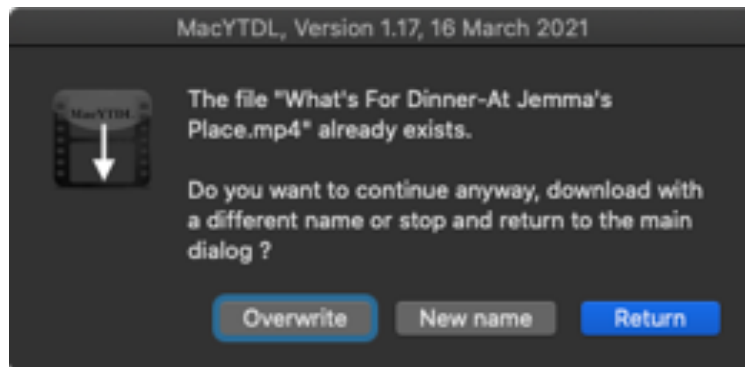 MacYTDL, Version 1.17, 16 March 2021
MacYTDL
The file "What's For Dinner-At Jemma's
Place.mp4" already exists.
Do you want to continue anyway, download with
a different name or stop and return to the main
dialog ?
Overwrite
New name
Return